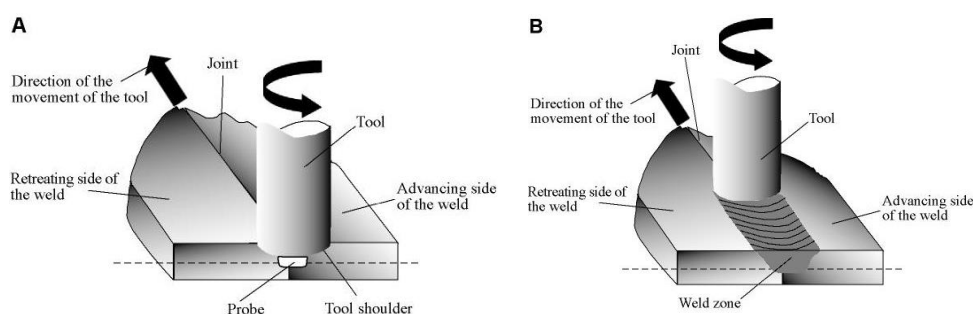 A
Direction of the
movement of the tool
Joint
Tool
Retreating side of
the weld
Advancing side
of the weld
Probe
Tool shoulder
B
Joint
Direction of the
movement of the tool
Tool
Retreating side of
the weld
Advancing side
of the weld
Weld zone